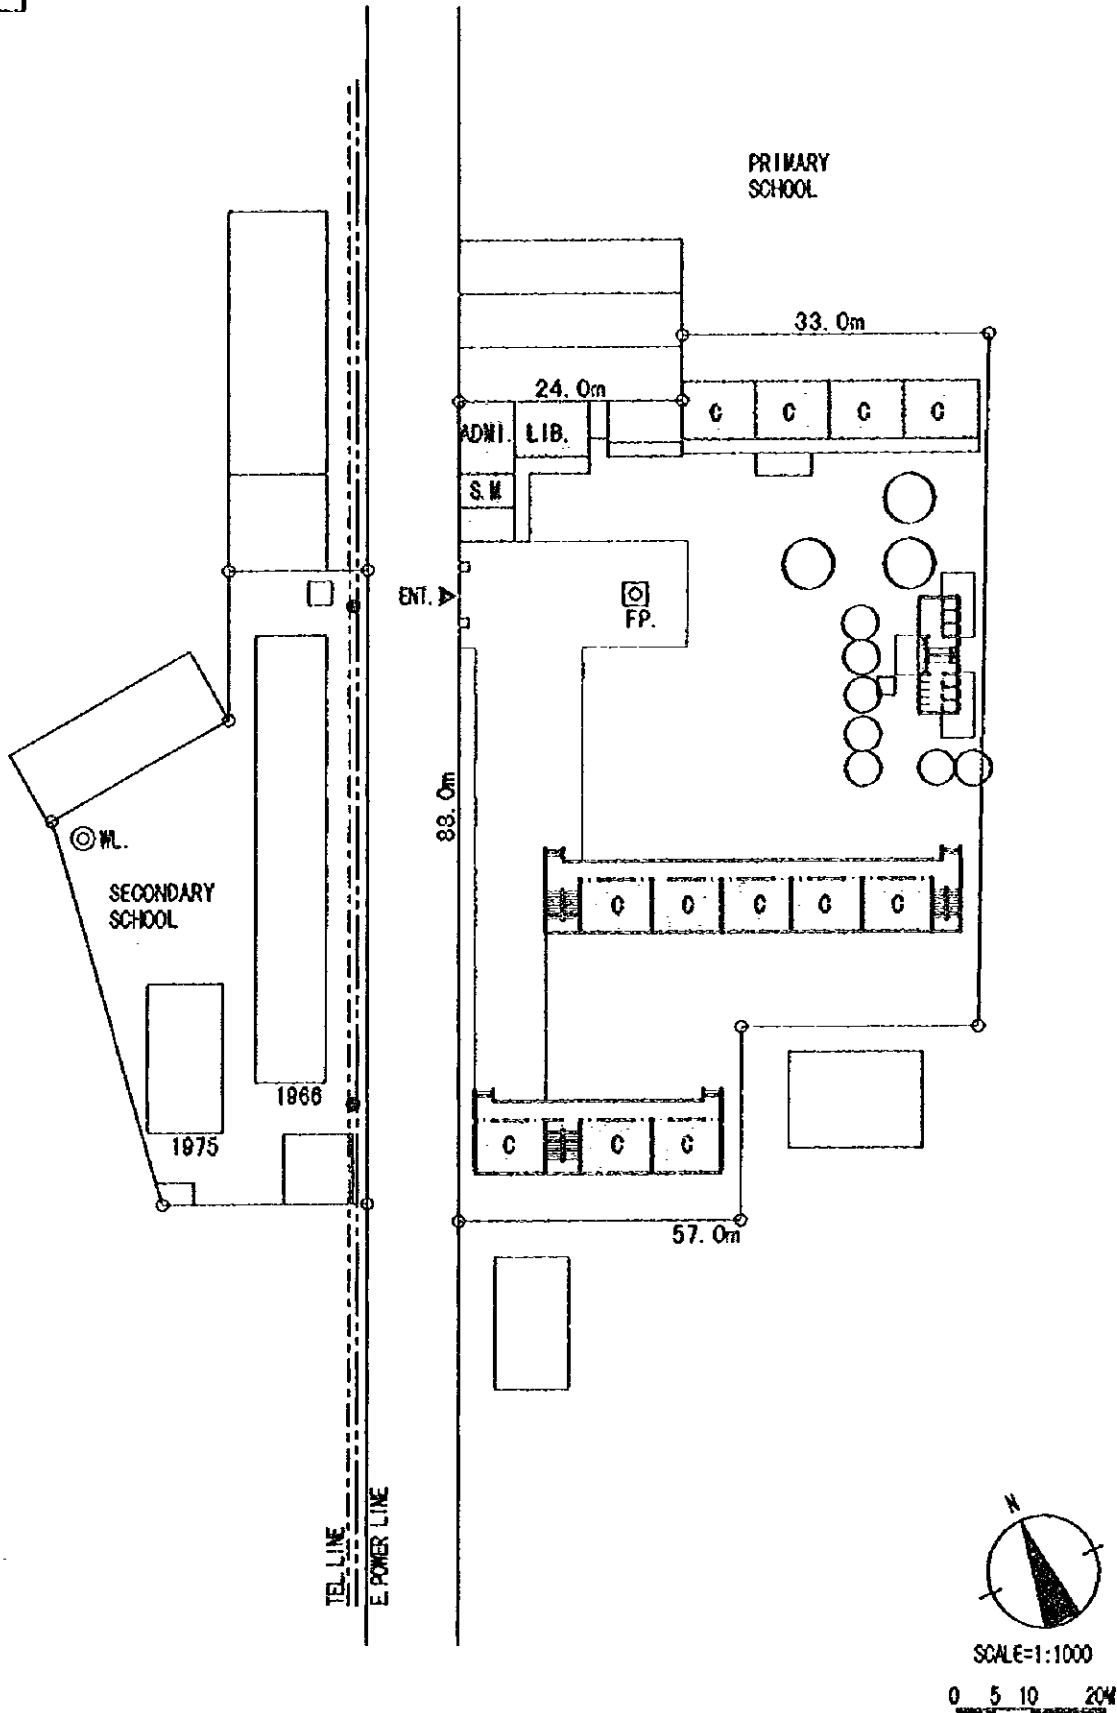 PRIMARY
SCHOOL
33.0m
24.0m
ADMI.
LIB.
C
C
C
C
S.M
ENT.
FP.
88.0m
WL.
SECONDARY
SCHOOL
C
C
C
C
C
1966
1975
C
C
C
57.0m
TEL. LINE
E. POWER LINE
N
SCALE=1:1000
0 5 10 20M